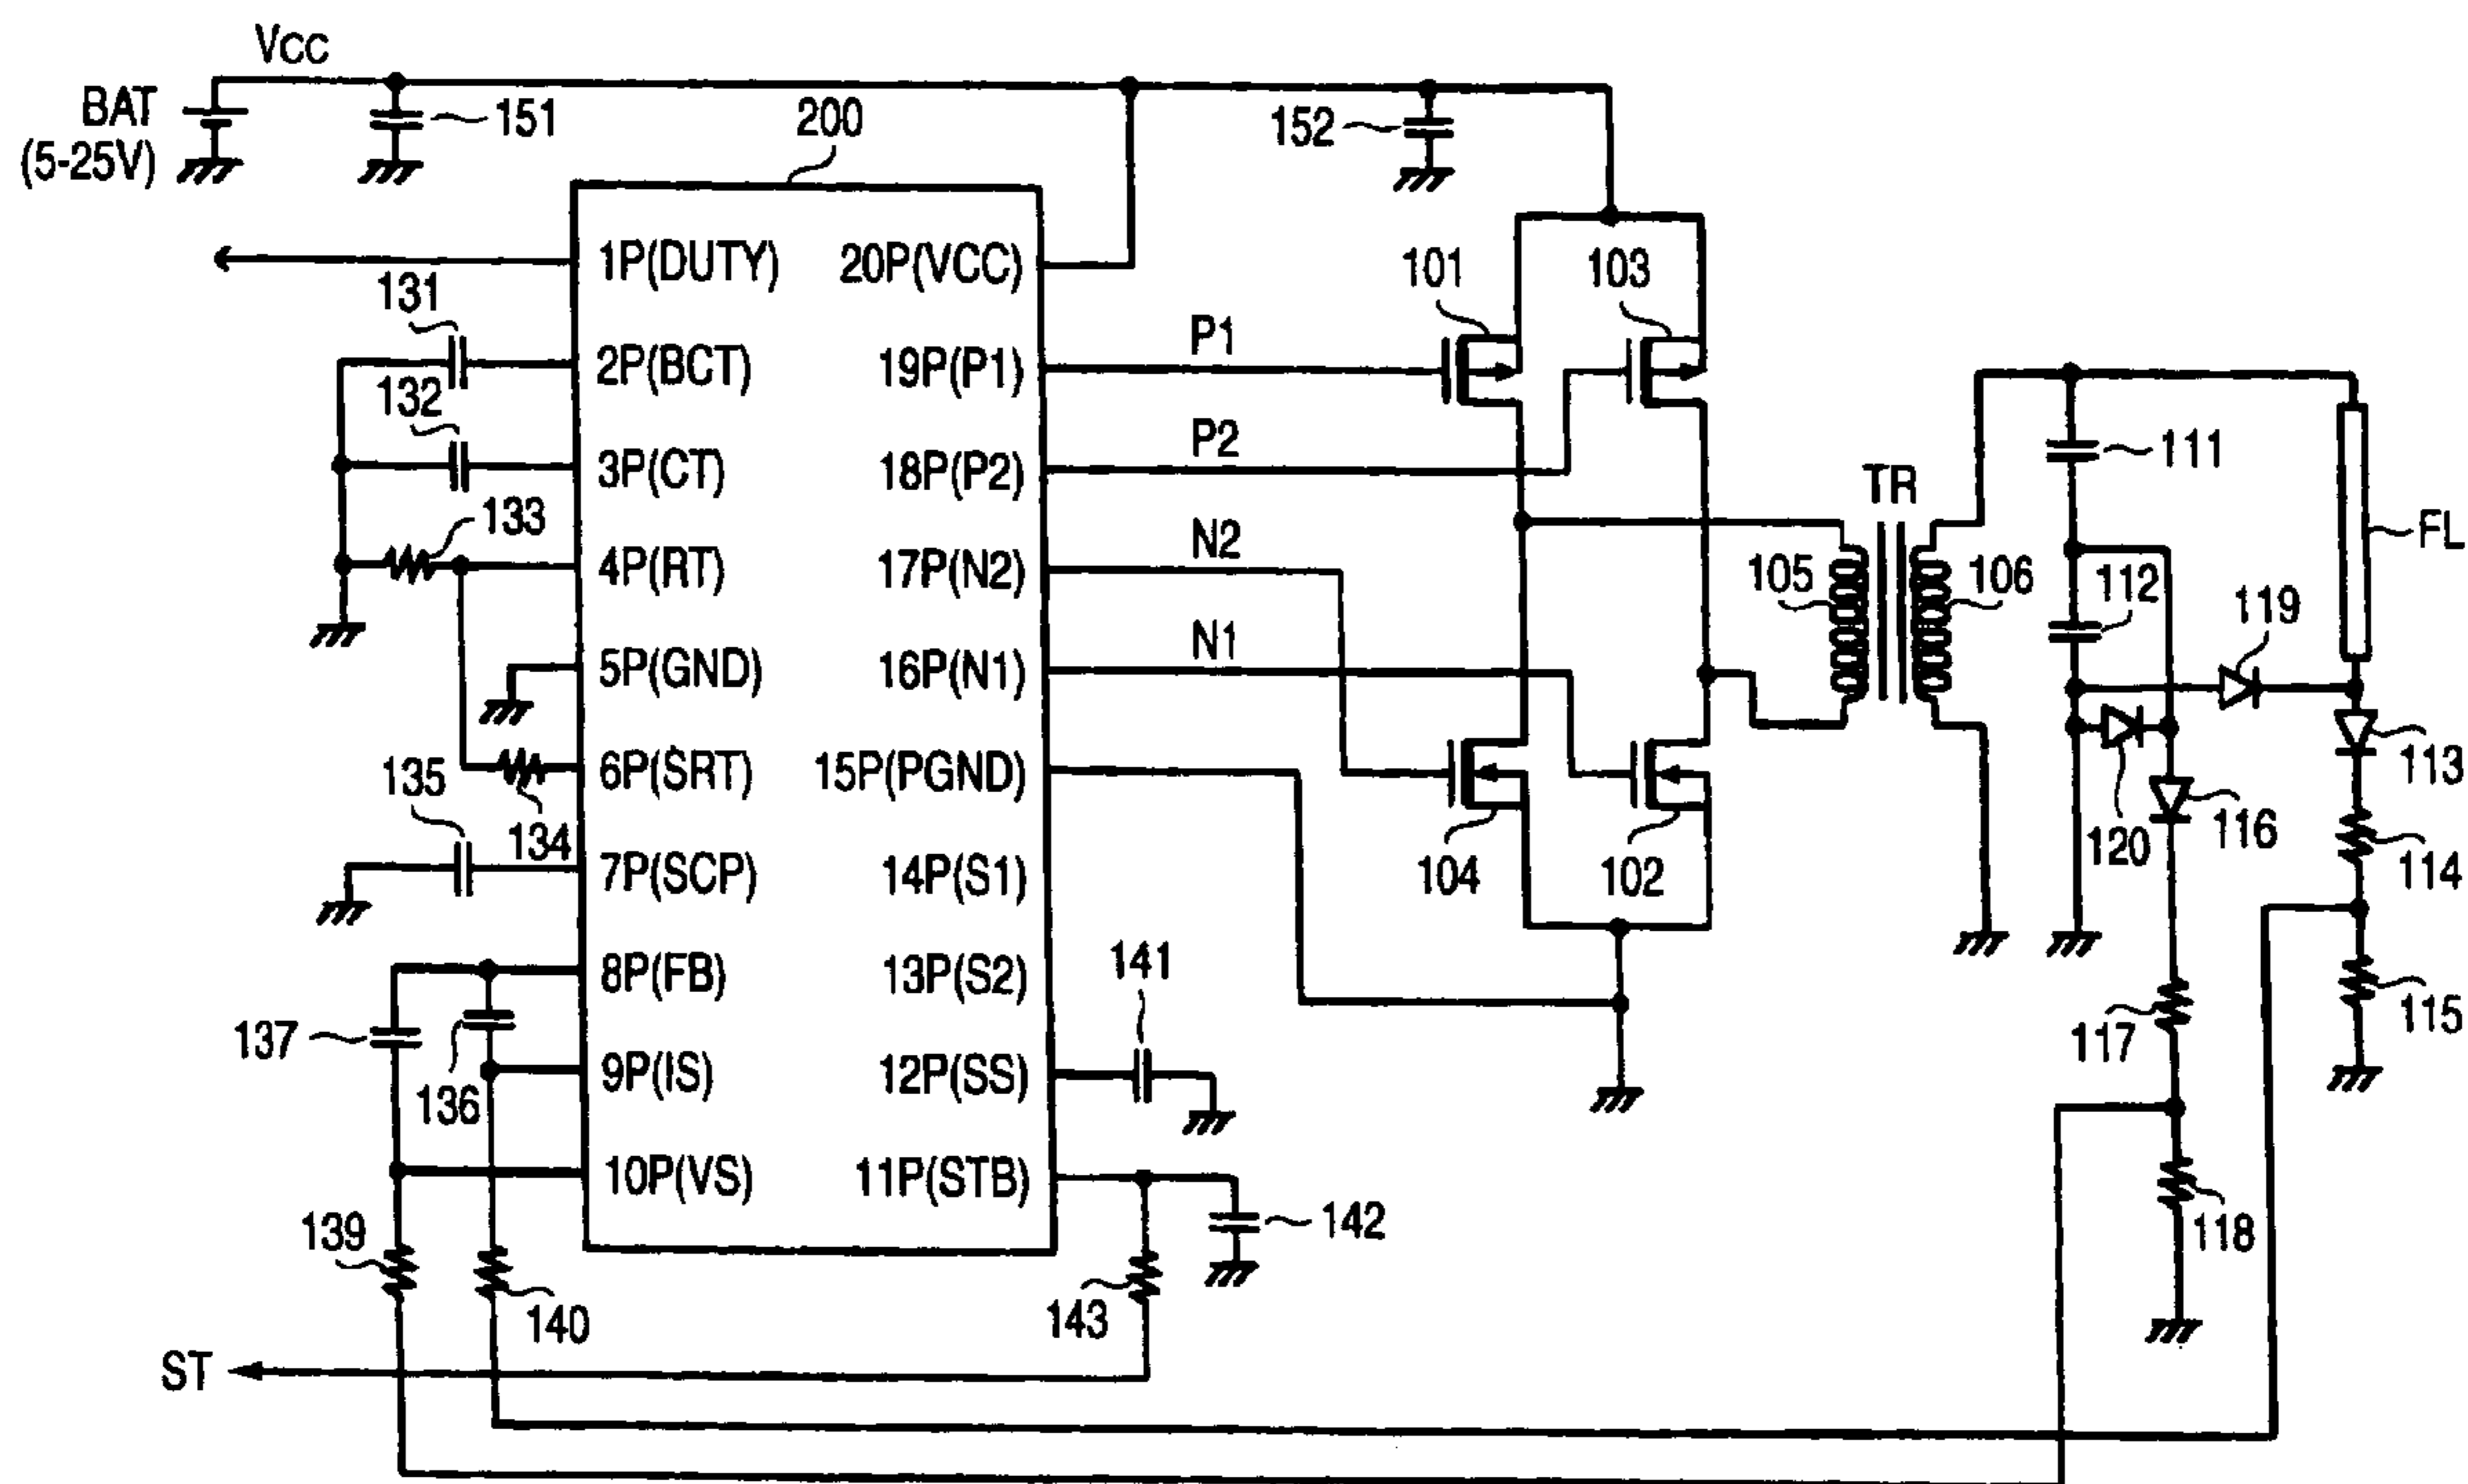 VCC
BAT
(5-25V)
151
200
152
1P(DUTY)
20P(VCC)
131
2P(BCT)
19P(P1)
P1
101
103
132
3P(CT)
18P(P2)
P2
133
4P(RT)
17P(N2)
N2
TR
105
106
111
FL
112
119
5P(GND)
16P(N1)
N1
135
134
6P(SRT)
15P(PGND)
104
102
120
116
113
114
7P(SCP)
14P(S1)
137
136
8P(FB)
13P(S2)
141
117
115
9P(IS)
12P(SS)
10P(VS)
11P(STB)
139
140
142
143
118
ST